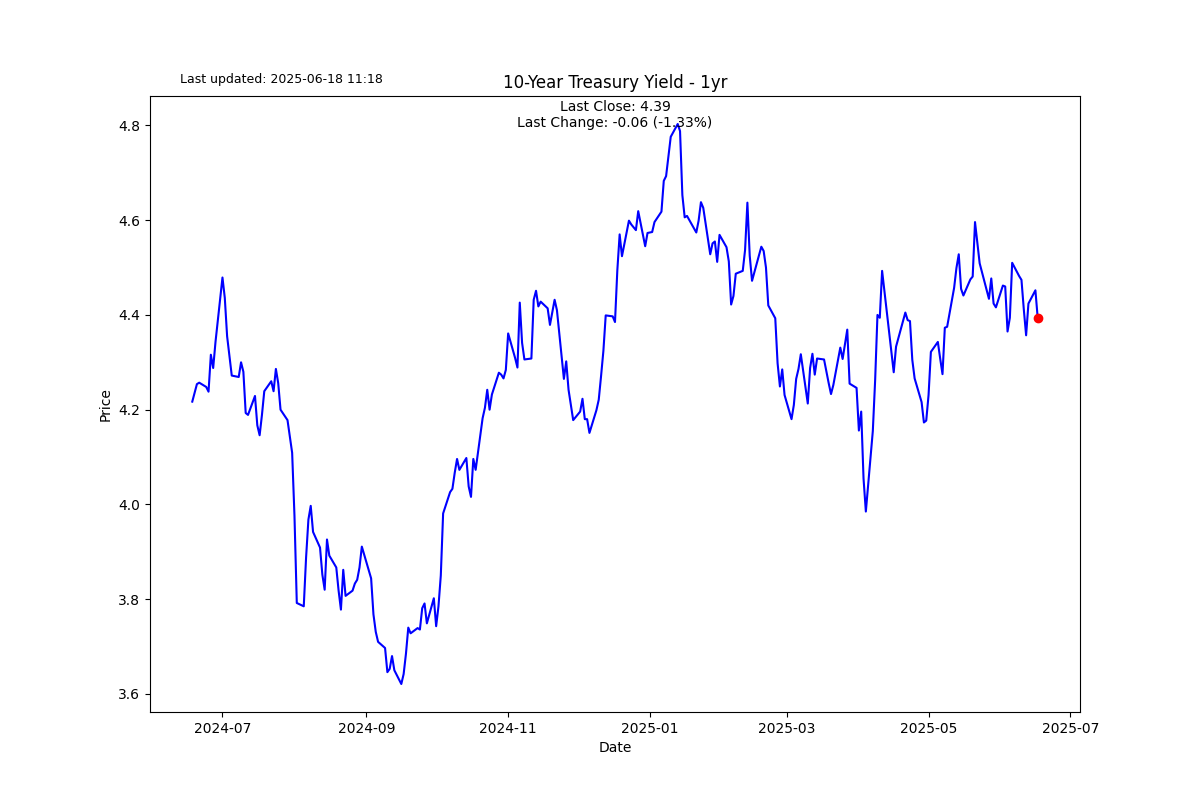 Last updated: 2025-06-18 11:18
10-Year Treasury Yield - 1yr
Last Close: 4.39
Last Change: -0.06 (-1.33%)
4.8
4.6
4.4
4.2
4.0
3.8
3.6
Price
2024-07 2024-09 2024-11 2025-01 2025-03 2025-05 2025-07
Date